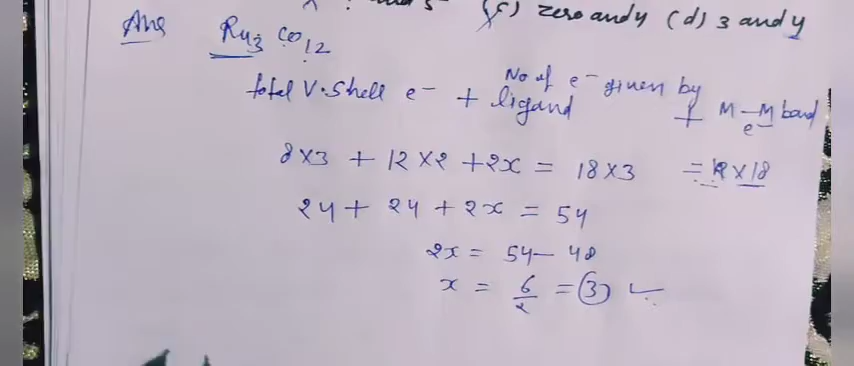 (c) zero and y (d) 3 and y
Ans Ru3 CO12
total V.Shell e- + No of e- given by ligand + M-M bond e-
8×3 + 12×2 + 2x = 18×3 = 12×18
24 + 24 + 2x = 54
2x = 54 - 48
x = 6/2 = 3